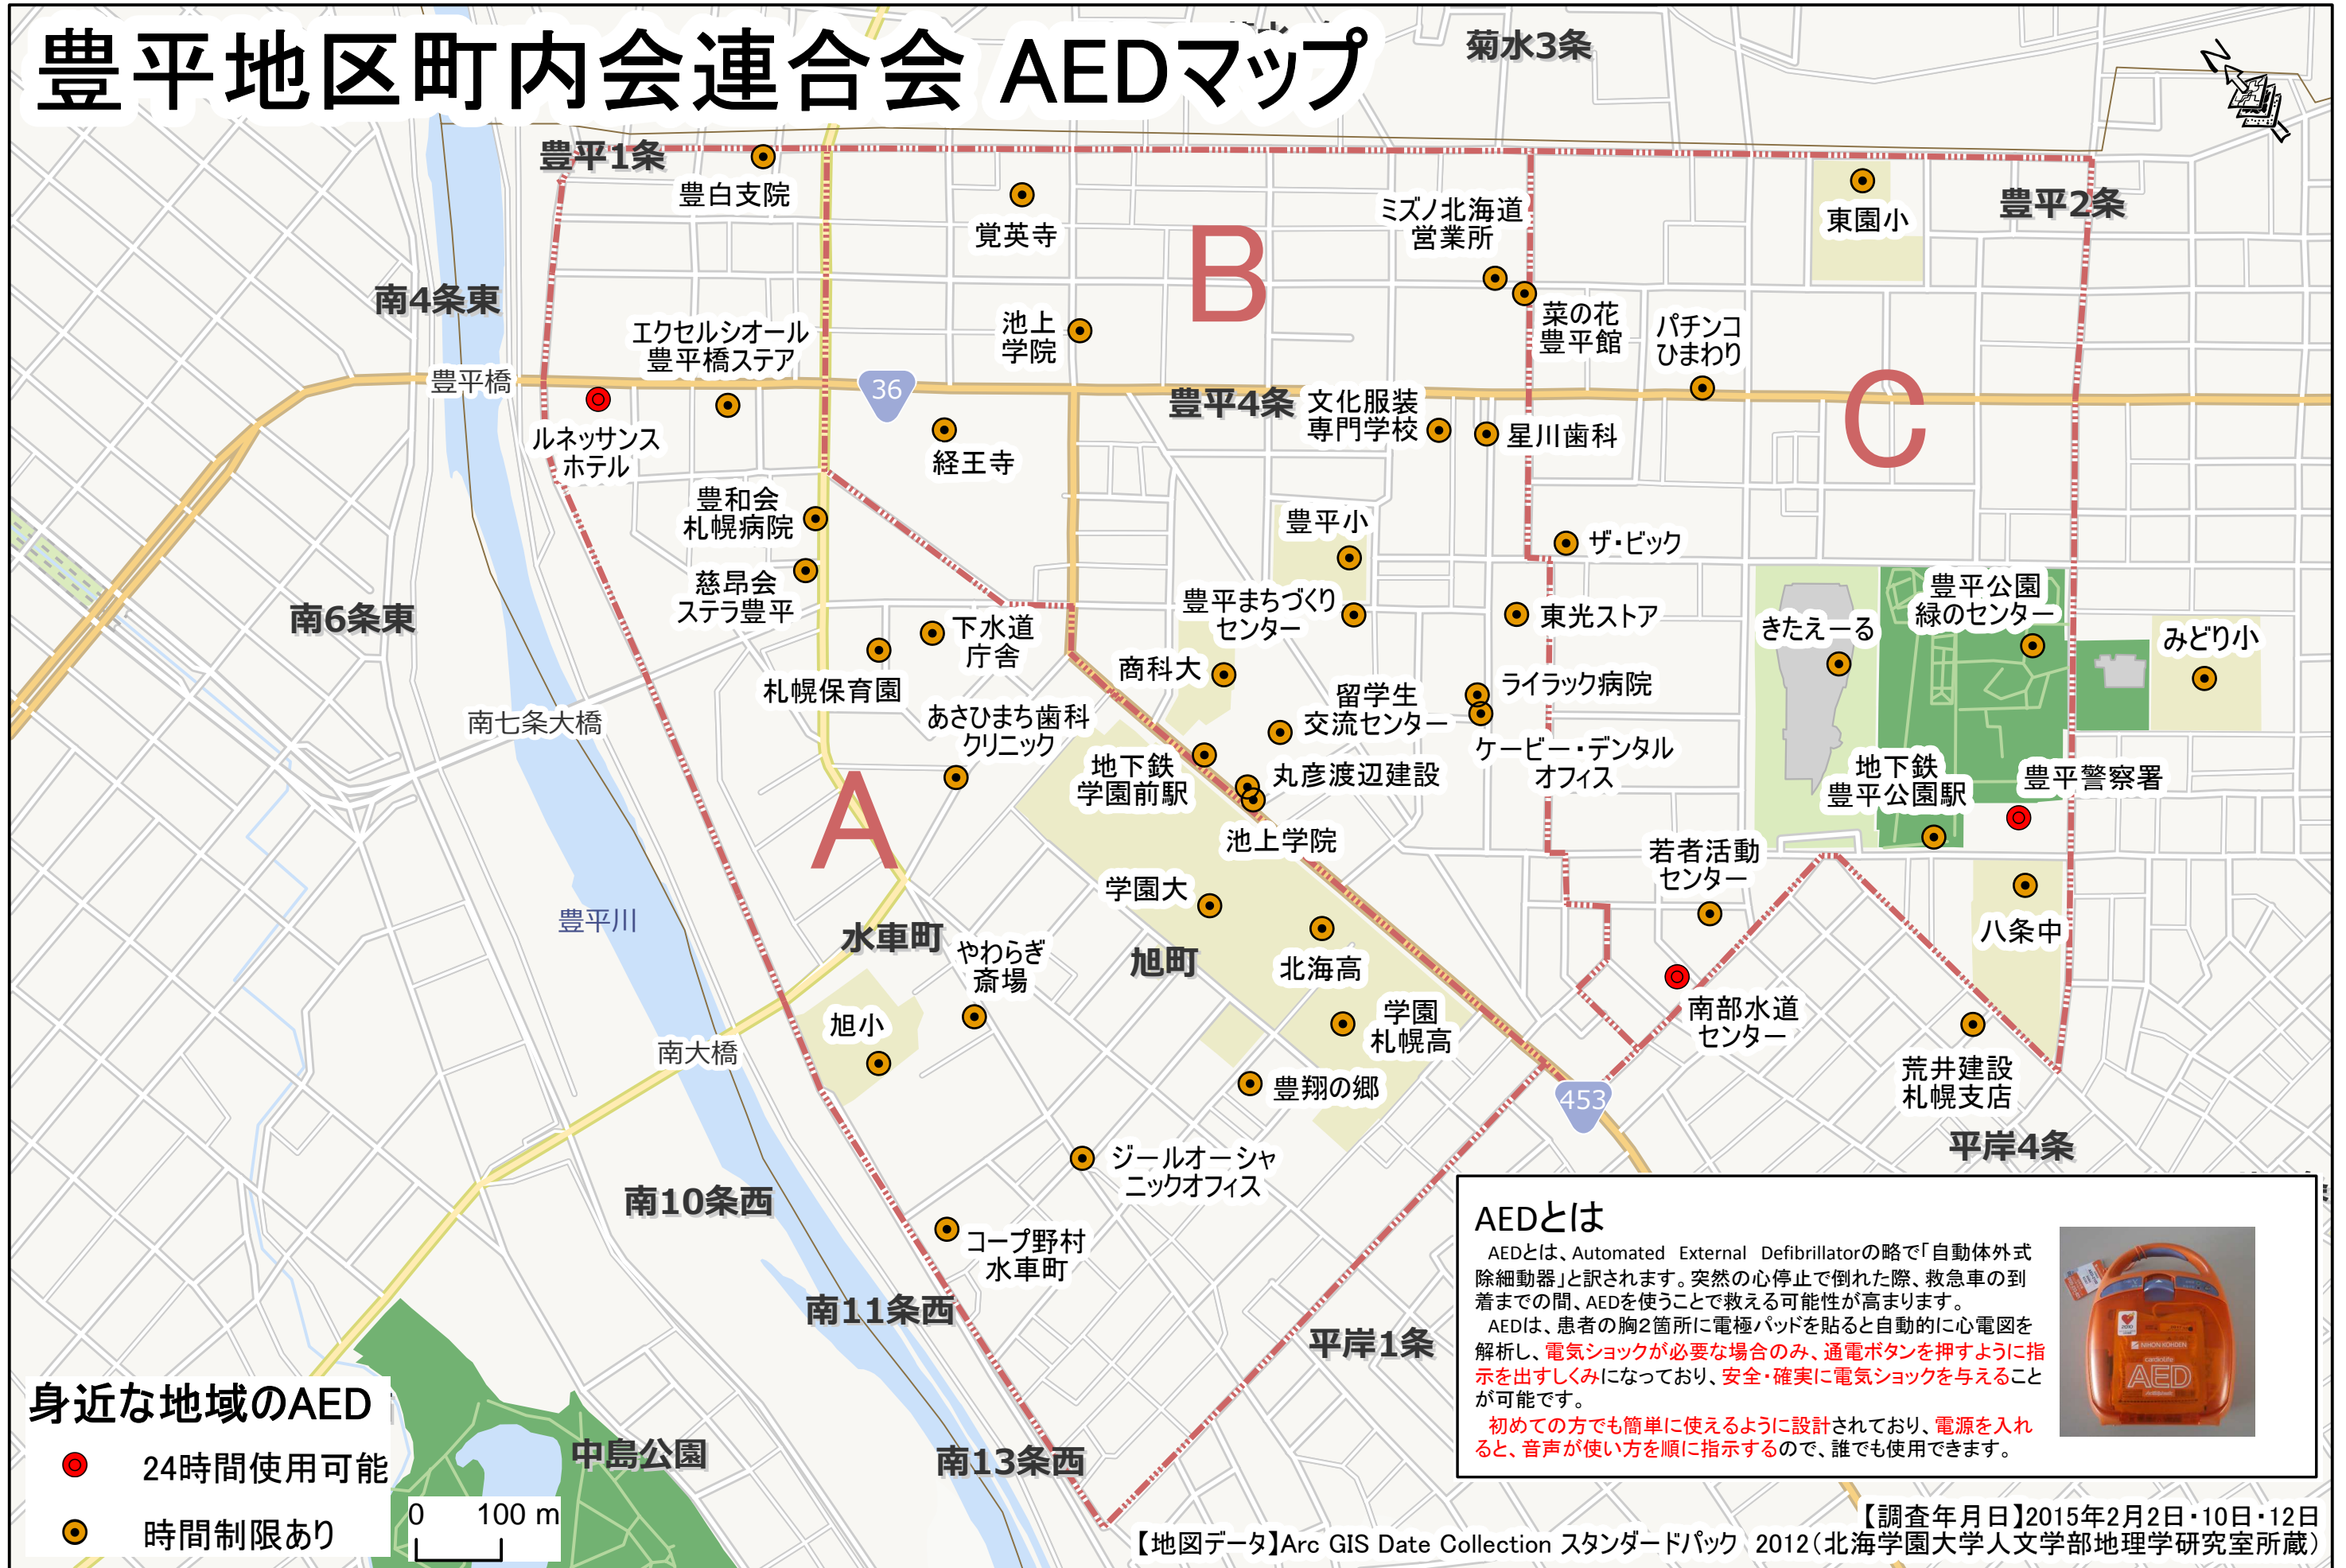 豊平地区町内会連合会 AEDマップ
菊水3条
N
豊平1条
豊白支院
覚英寺
ミズノ北海道
営業所
東園小
豊平2条
B
南4条東
エクセルシオール
豊平橋ステア
池上
学院
菜の花
豊平館
パチンコ
ひまわり
豊平橋
36
豊平4条
文化服装
専門学校
星川歯科
C
ルネッサンス
ホテル
経王寺
豊和会
札幌病院
豊平小
ザ・ビック
慈昂会
ステラ豊平
南6条東
下水道
庁舎
豊平まちづくり
センター
東光ストア
きたえーる
豊平公園
緑のセンター
みどり小
札幌保育園
商科大
ライラック病院
留学生
交流センター
南七条大橋
あさひまち歯科
クリニック
地下鉄
学園前駅
丸彦渡辺建設
ケービー・デンタル
オフィス
地下鉄
豊平公園駅
豊平警察署
A
池上学院
若者活動
センター
豊平川
学園大
水車町
やわらぎ
斎場
旭町
北海高
八条中
旭小
学園
札幌高
南部水道
センター
南大橋
豊翔の郷
453
荒井建設
札幌支店
平岸4条
ジールオーシャ
ニックオフィス
南10条西
コープ野村
水車町
南11条西
平岸1条
中島公園
南13条西
AEDとは
AEDとは、Automated External Defibrillatorの略で「自動体外式
除細動器」と訳されます。突然の心停止で倒れた際、救急車の到
着までの間、AEDを使うことで救える可能性が高まります。
AEDは、患者の胸2箇所に電極パッドを貼ると自動的に心電図を
解析し、電気ショックが必要な場合のみ、通電ボタンを押すように指
示を出すしくみになっており、安全・確実に電気ショックを与えること
が可能です。
初めての方でも簡単に使えるように設計されており、電源を入れ
ると、音声が使い方を順に指示するので、誰でも使用できます。
NIHON KOHDEN
cardiolife
AED
身近な地域のAED
24時間使用可能
時間制限あり
0 100 m
【調査年月日】2015年2月2日・10日・12日
【地図データ】Arc GIS Date Collection スタンダードパック 2012（北海学園大学人文学部地理学研究室所蔵）